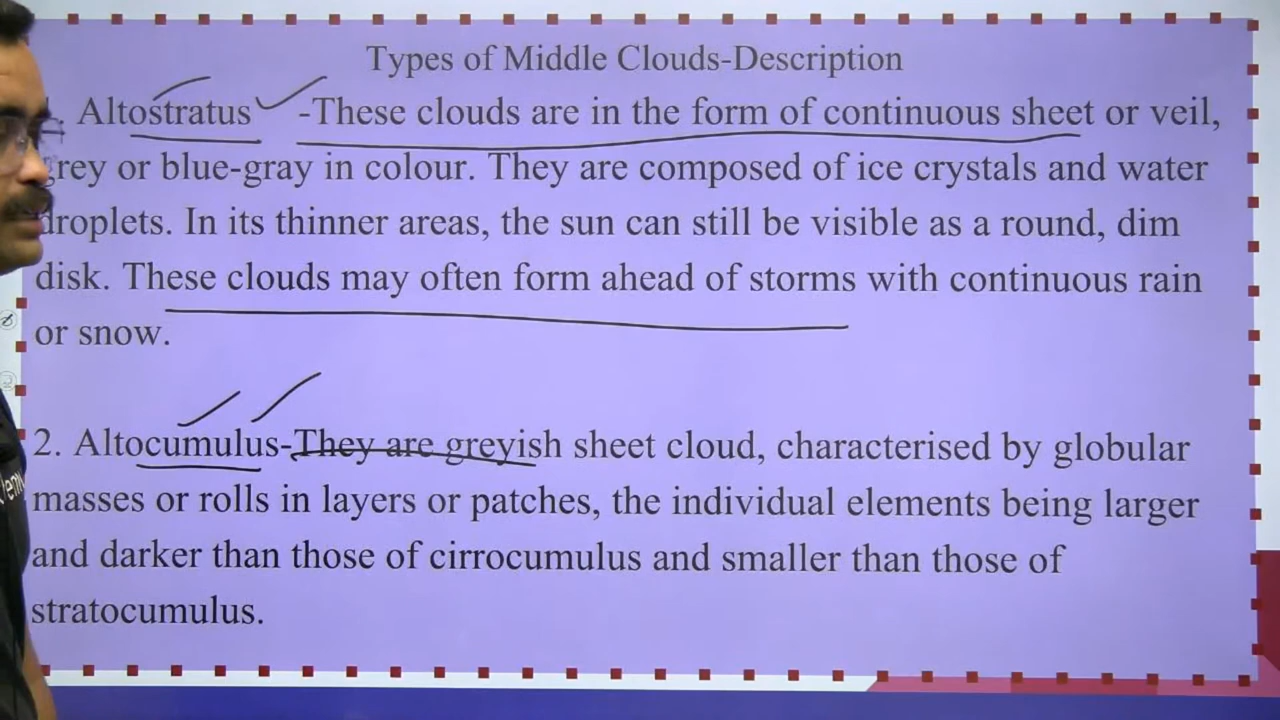 Types of Middle Clouds-Description
Altostratus -These clouds are in the form of continuous sheet or veil,
grey or blue-gray in colour. They are composed of ice crystals and water
droplets. In its thinner areas, the sun can still be visible as a round, dim
disk. These clouds may often form ahead of storms with continuous rain
or snow.
2. Altocumulus-They are greyish sheet cloud, characterised by globular
masses or rolls in layers or patches, the individual elements being larger
and darker than those of cirrocumulus and smaller than those of
stratocumulus.